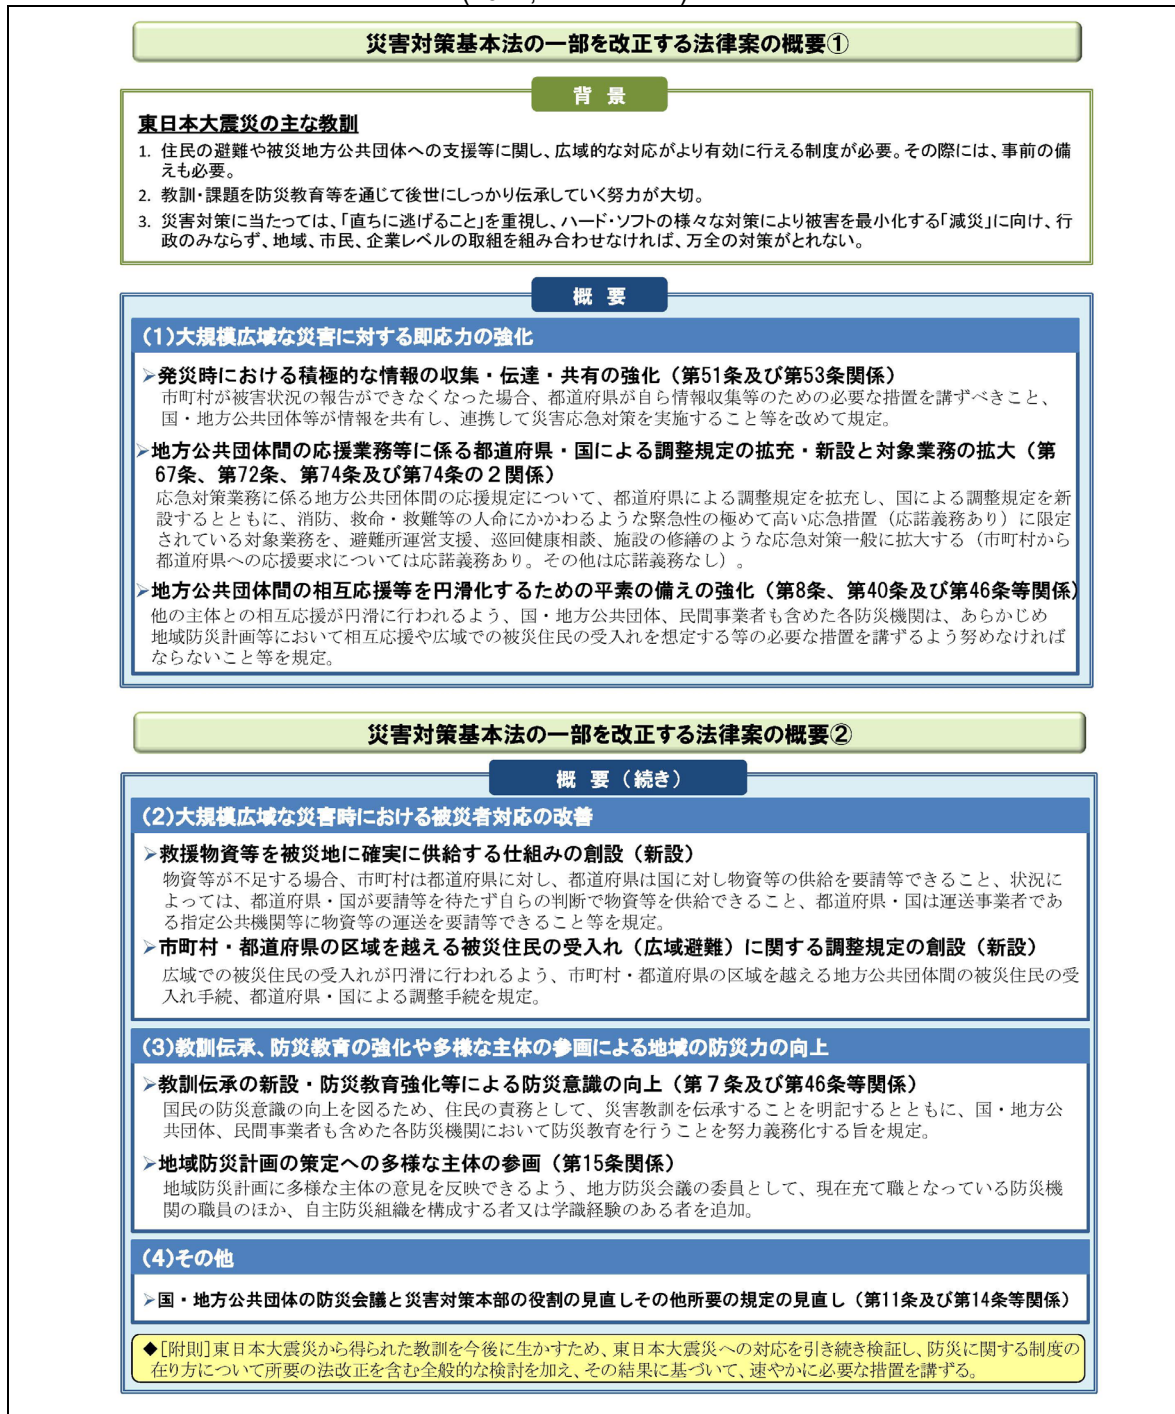 災害対策基本法の一部を改正する法律案の概要①
背 景
東日本大震災の主な教訓
1. 住民の避難や被災地方公共団体への支援等に関し、広域的な対応がより有効に行える制度が必要。その際には、事前の備
えも必要。
2. 教訓・課題を防災教育等を通じて後世にしっかり伝承していく努力が大切。
3. 災害対策に当たっては、「直ちに逃げること」を重視し、ハード・ソフトの様々な対策により被害を最小化する「減災」に向け、行
政のみならず、地域、市民、企業レベルの取組を組み合わせなければ、万全の対策がとれない。
概 要
(1)大規模広域な災害に対する即応力の強化
➢発災時における積極的な情報の収集・伝達・共有の強化（第51条及び第53条関係）
市町村が被害状況の報告ができなくなった場合、都道府県が自ら情報収集等のための必要な措置を講ずべきこと、
国・地方公共団体等が情報を共有し、連携して災害応急対策を実施すること等を改めて規定。
➢地方公共団体間の応援業務等に係る都道府県・国による調整規定の拡充・新設と対象業務の拡大（第
67条、第72条、第74条及び第74条の２関係）
応急対策業務に係る地方公共団体間の応援規定について、都道府県による調整規定を拡充し、国による調整規定を新
設するとともに、消防、救命・救難等の人命にかかわるような緊急性の極めて高い応急措置（応諾義務あり）に限定
されている対象業務を、避難所運営支援、巡回健康相談、施設の修繕のような応急対策一般に拡大する（市町村から
都道府県への応援要求については応諾義務あり。その他は応諾義務なし）。
➢地方公共団体間の相互応援等を円滑化するための平素の備えの強化（第8条、第40条及び第46条等関係）
他の主体との相互応援が円滑に行われるよう、国・地方公共団体、民間事業者も含めた各防災機関は、あらかじめ
地域防災計画等において相互応援や広域での被災住民の受入れを想定する等の必要な措置を講ずるよう努めなければ
ならないこと等を規定。
災害対策基本法の一部を改正する法律案の概要②
概 要（続き）
(2)大規模広域な災害時における被災者対応の改善
➢救援物資等を被災地に確実に供給する仕組みの創設（新設）
物資等が不足する場合、市町村は都道府県に対し、都道府県は国に対し物資等の供給を要請等できること、状況に
よっては、都道府県・国が要請等を待たず自らの判断で物資等を供給できること、都道府県・国は運送事業者であ
る指定公共機関等に物資等の運送を要請等できること等を規定。
➢市町村・都道府県の区域を越える被災住民の受入れ（広域避難）に関する調整規定の創設（新設）
広域での被災住民の受入れが円滑に行われるよう、市町村・都道府県の区域を越える地方公共団体間の被災住民の受
入れ手続、都道府県・国による調整手続を規定。
(3)教訓伝承、防災教育の強化や多様な主体の参画による地域の防災力の向上
➢教訓伝承の新設・防災教育強化等による防災意識の向上（第７条及び第46条等関係）
国民の防災意識の向上を図るため、住民の責務として、災害教訓を伝承することを明記するとともに、国・地方公
共団体、民間事業者も含めた各防災機関において防災教育を行うことを努力義務化する旨を規定。
➢地域防災計画の策定への多様な主体の参画（第15条関係）
地域防災計画に多様な主体の意見を反映できるよう、地方防災会議の委員として、現在充て職となっている防災機
関の職員のほか、自主防災組織を構成する者又は学識経験のある者を追加。
(4)その他
➢国・地方公共団体の防災会議と災害対策本部の役割の見直しその他所要の規定の見直し（第11条及び第14条等関係）
◆[附則]東日本大震災から得られた教訓を今後に生かすため、東日本大震災への対応を引き続き検証し、防災に関する制度の
在り方について所要の法改正を含む全般的な検討を加え、その結果に基づいて、速やかに必要な措置を講ずる。